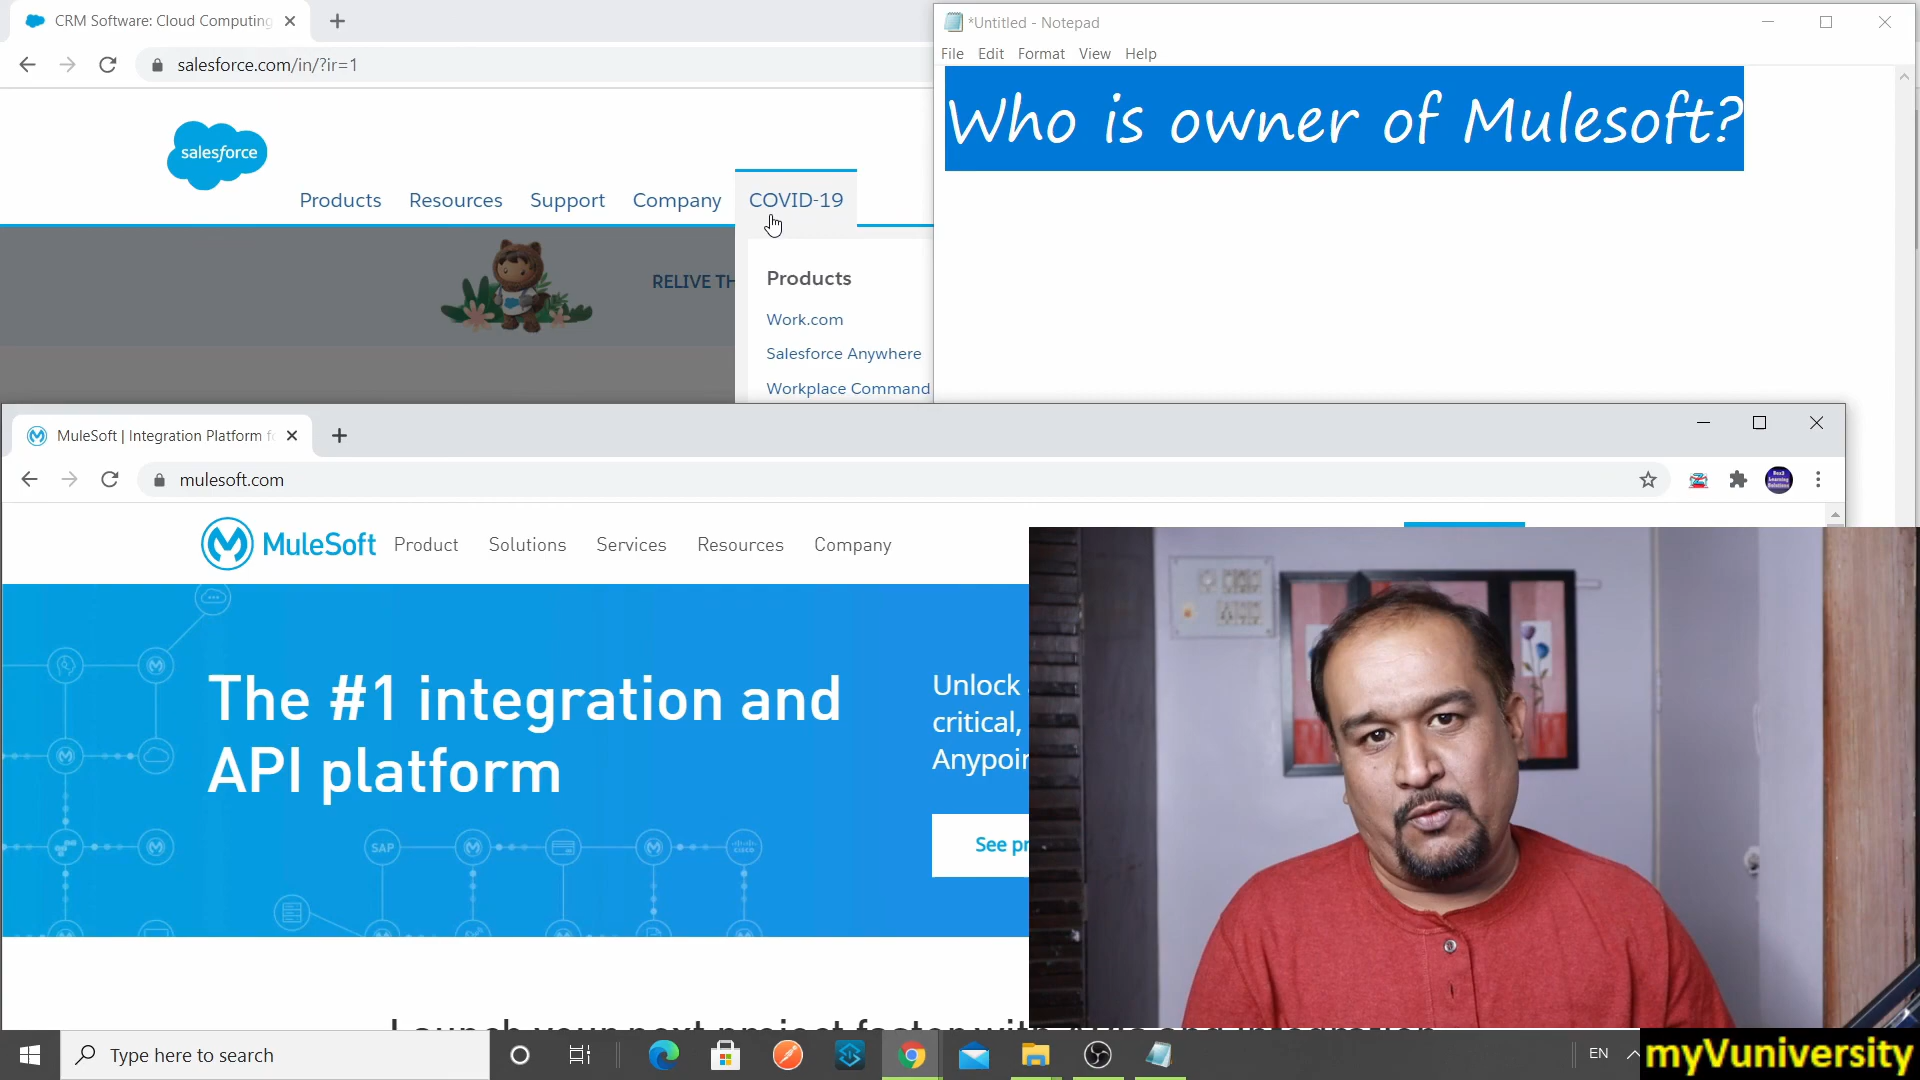 CRM Software: Cloud Computing
salesforce.com/in/?ir=1
salesforce
Products Resources Support Company COVID-19
RELIVE TH
Products
Work.com
Salesforce Anywhere
Workplace Command
*Untitled - Notepad
File Edit Format View Help
Who is owner of Mulesoft?
MuleSoft | Integration Platform fo
mulesoft.com
MuleSoft Product Solutions Services Resources Company
The #1 integration and
API platform
Unlock
critical,
Anypoin
See pr
SAP
Type here to search
EN
myVuniversity